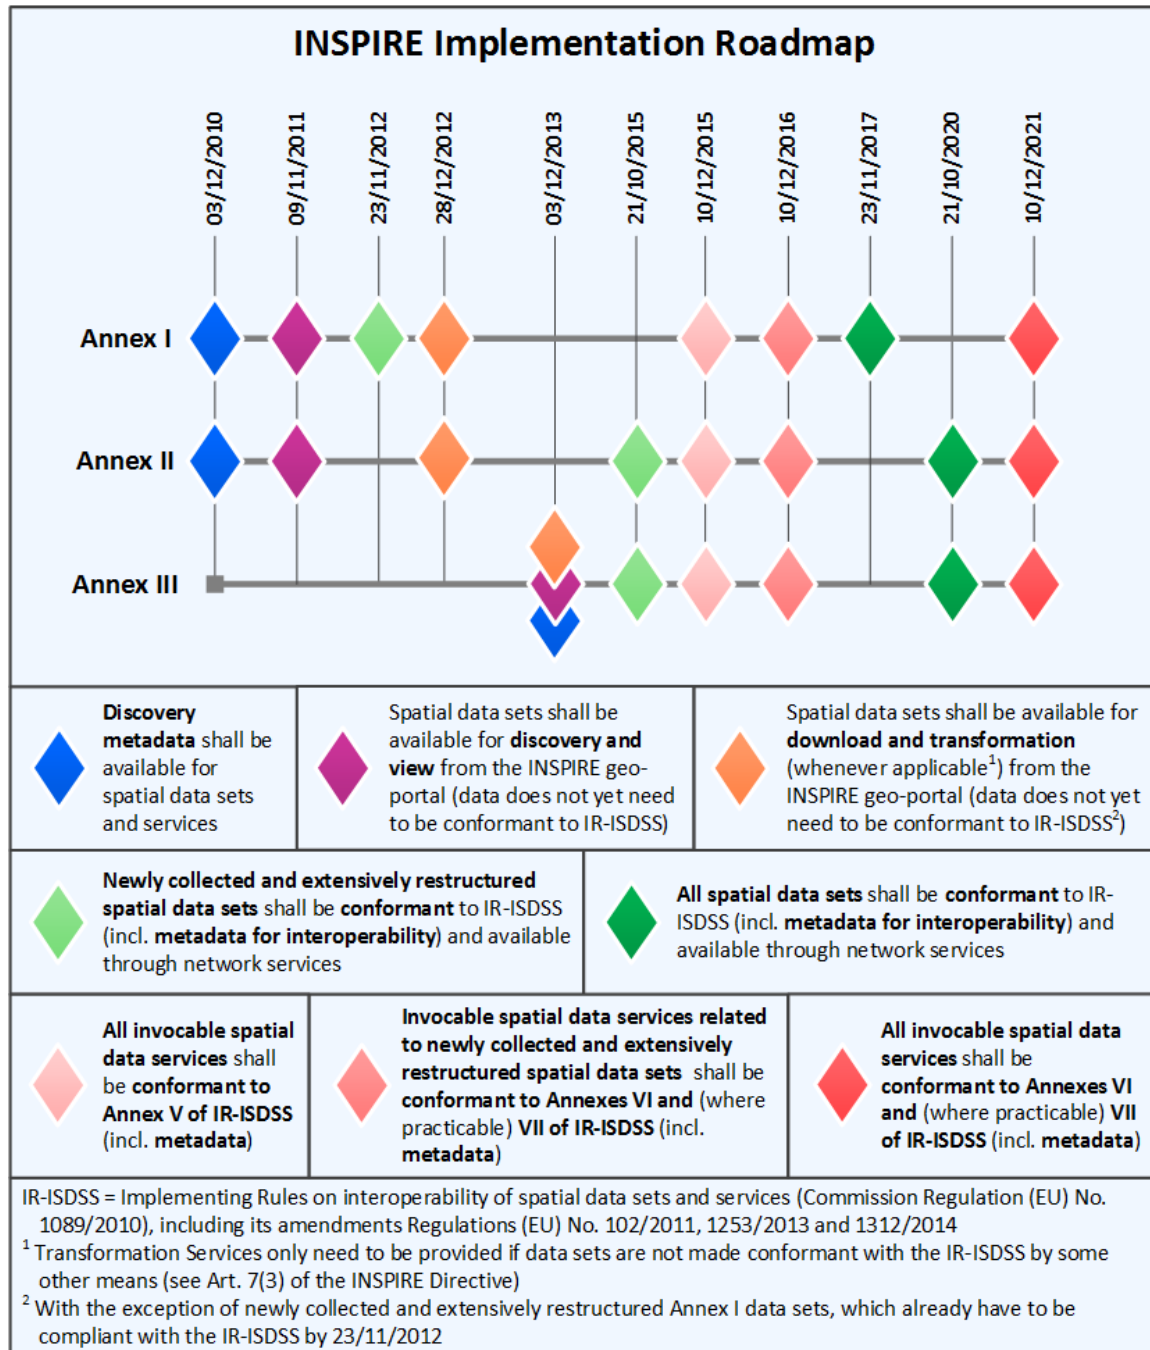 INSPIRE Implementation Roadmap
03/12/2010
09/11/2011
23/11/2012
28/12/2012
03/12/2013
21/10/2015
10/12/2015
10/12/2016
23/11/2017
21/10/2020
10/12/2021
Annex I
Annex II
Annex III
Discovery
metadata shall be
available for
spatial data sets
and services
Spatial data sets shall be
available for discovery and
view from the INSPIRE geo-
portal (data does not yet need
to be conformant to IR-ISDSS)
Spatial data sets shall be available for
download and transformation
(whenever applicable¹) from the
INSPIRE geo-portal (data does not yet
need to be conformant to IR-ISDSS²)
Newly collected and extensively restructured
spatial data sets shall be conformant to IR-ISDSS
(incl. metadata for interoperability) and available
through network services
All spatial data sets shall be conformant to IR-
ISDSS (incl. metadata for interoperability) and
available through network services
All invocable spatial
data services shall
be conformant to
Annex V of IR-ISDSS
(incl. metadata)
Invocable spatial data services related
to newly collected and extensively
restructured spatial data sets shall be
conformant to Annexes VI and (where
practicable) VII of IR-ISDSS (incl.
metadata)
All invocable spatial data
services shall be
conformant to Annexes VI
and (where practicable) VII
of IR-ISDSS (incl. metadata)
IR-ISDSS = Implementing Rules on interoperability of spatial data sets and services (Commission Regulation (EU) No.
1089/2010), including its amendments Regulations (EU) No. 102/2011, 1253/2013 and 1312/2014
¹ Transformation Services only need to be provided if data sets are not made conformant with the IR-ISDSS by some
other means (see Art. 7(3) of the INSPIRE Directive)
² With the exception of newly collected and extensively restructured Annex I data sets, which already have to be
compliant with the IR-ISDSS by 23/11/2012